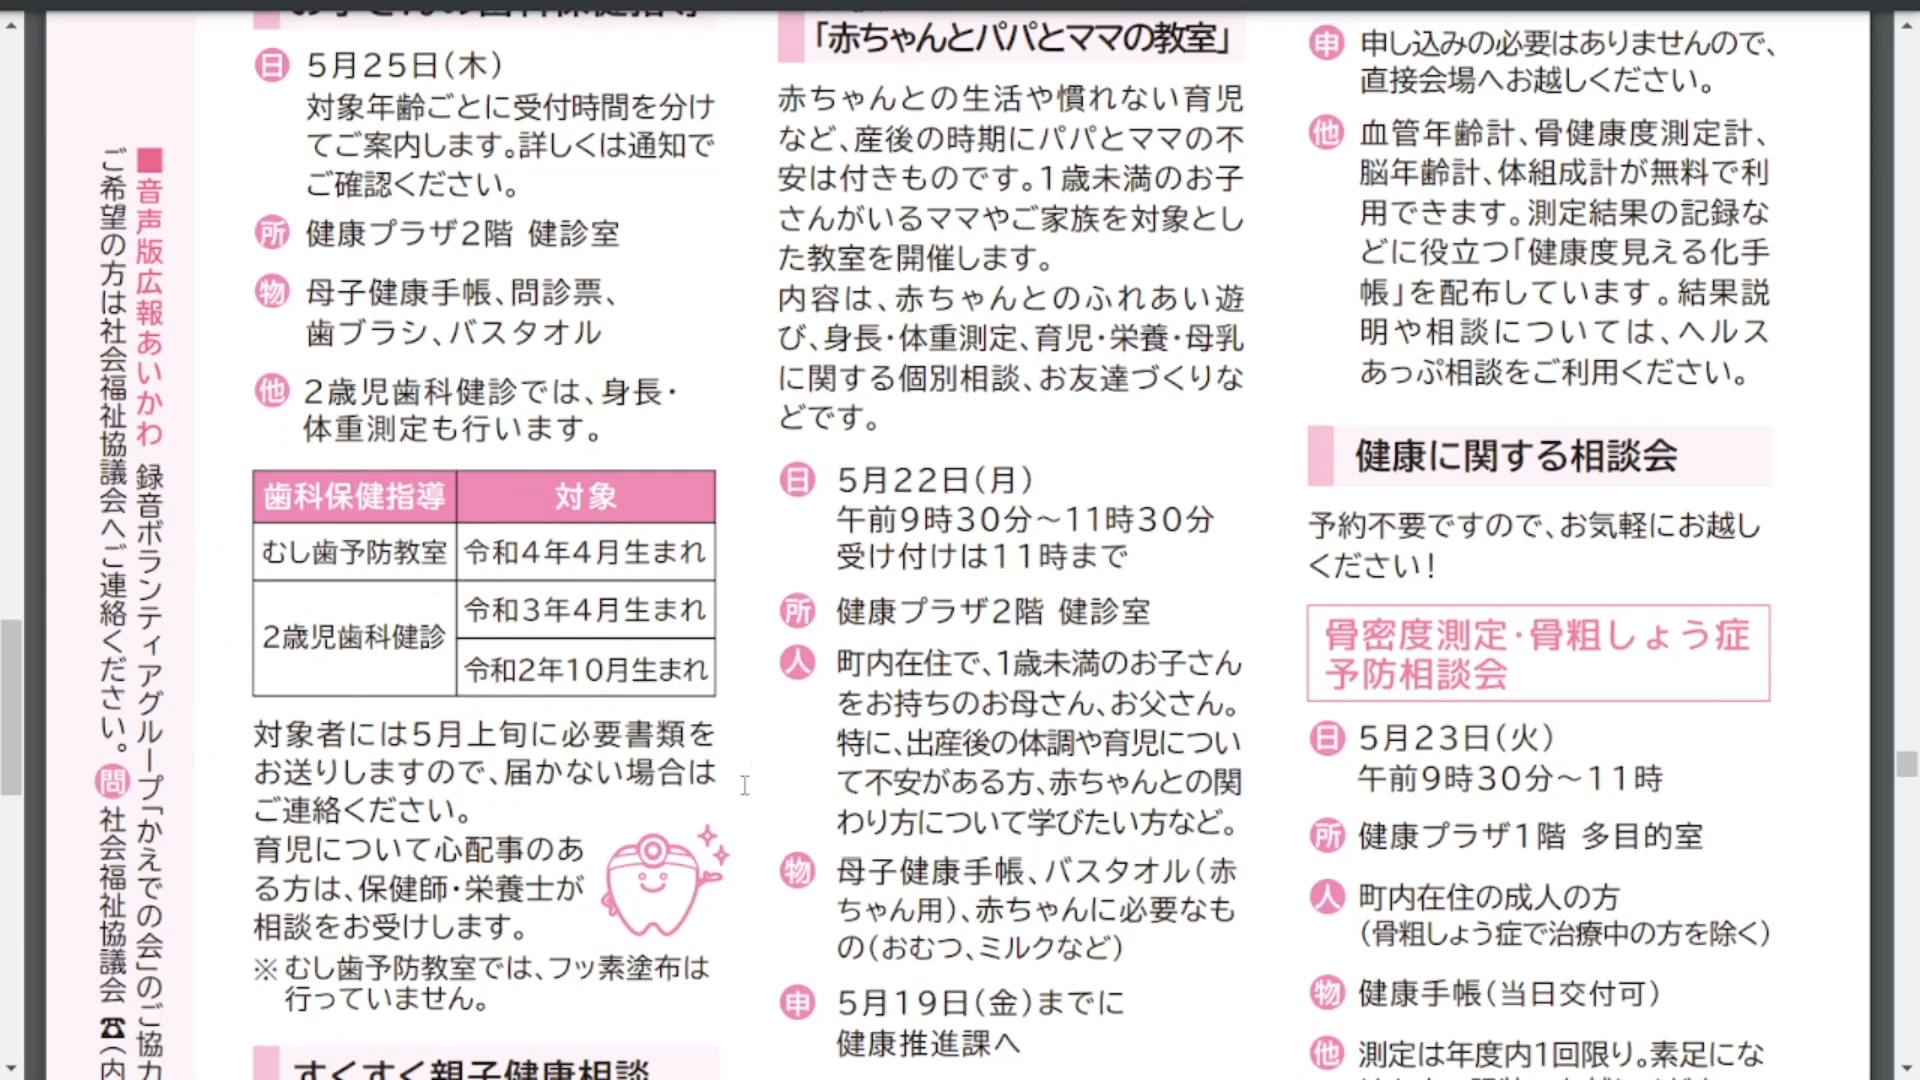 ■音声版広報あいかわ 録音ボランティアグループ「かえでの会」のご協力
ご希望の方は社会福祉協議会へご連絡ください。問 社会福祉協議会 ☎(内
日 5月25日(木)
対象年齢ごとに受付時間を分け
てご案内します。詳しくは通知で
ご確認ください。
所 健康プラザ2階 健診室
物 母子健康手帳、問診票、
歯ブラシ、バスタオル
他 2歳児歯科健診では、身長・
体重測定も行います。
歯科保健指導 対象
むし歯予防教室 令和4年4月生まれ
2歳児歯科健診 令和3年4月生まれ
令和2年10月生まれ
対象者には5月上旬に必要書類を
お送りしますので、届かない場合は
ご連絡ください。
育児について心配事のあ
る方は、保健師・栄養士が
相談をお受けします。
※むし歯予防教室では、フッ素塗布は
行っていません。
すくすく親子健康相談
「赤ちゃんとパパとママの教室」
赤ちゃんとの生活や慣れない育児
など、産後の時期にパパとママの不
安は付きものです。1歳未満のお子
さんがいるママやご家族を対象とし
た教室を開催します。
内容は、赤ちゃんとのふれあい遊
び、身長・体重測定、育児・栄養・母乳
に関する個別相談、お友達づくりな
どです。
日 5月22日(月)
午前9時30分～11時30分
受け付けは11時まで
所 健康プラザ2階 健診室
人 町内在住で、1歳未満のお子さん
をお持ちのお母さん、お父さん。
特に、出産後の体調や育児につい
て不安がある方、赤ちゃんとの関
わり方について学びたい方など。
物 母子健康手帳、バスタオル(赤
ちゃん用)、赤ちゃんに必要なも
の(おむつ、ミルクなど)
申 5月19日(金)までに
健康推進課へ
申 申し込みの必要はありませんので、
直接会場へお越しください。
他 血管年齢計、骨健康度測定計、
脳年齢計、体組成計が無料で利
用できます。測定結果の記録な
どに役立つ「健康度見える化手
帳」を配布しています。結果説
明や相談については、ヘルス
あっぷ相談をご利用ください。
健康に関する相談会
予約不要ですので、お気軽にお越し
ください!
骨密度測定・骨粗しょう症
予防相談会
日 5月23日(火)
午前9時30分～11時
所 健康プラザ1階 多目的室
人 町内在住の成人の方
(骨粗しょう症で治療中の方を除く)
物 健康手帳(当日交付可)
他 測定は年度内1回限り。素足にな